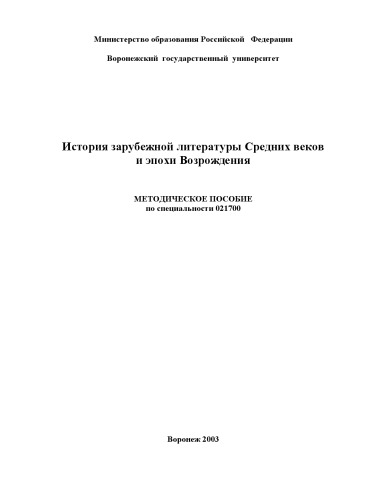 Министерство образования Российской Федерации
Воронежский государственный университет
История зарубежной литературы Средних веков
и эпохи Возрождения
МЕТОДИЧЕСКОЕ ПОСОБИЕ
по специальности 021700
Воронеж 2003